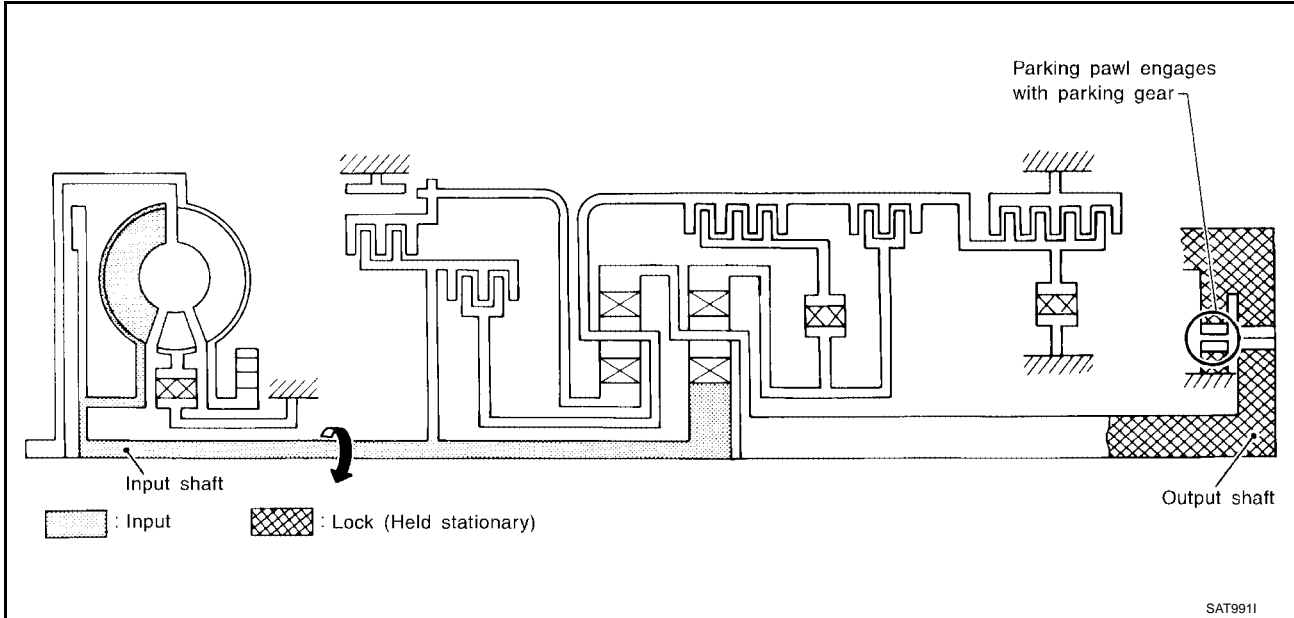 Parking pawl engages
with parking gear
Input shaft
Output shaft
: Input
: Lock (Held stationary)
SAT991I